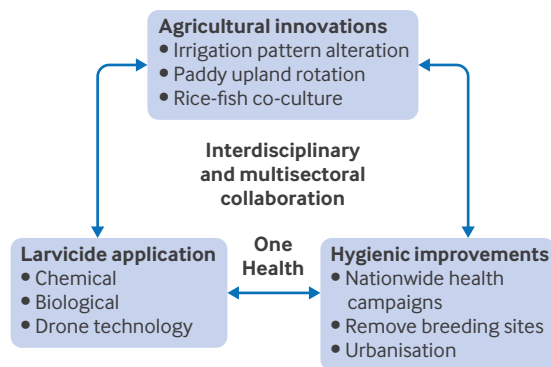 Agricultural innovations
• Irrigation pattern alteration
• Paddy upland rotation
• Rice-fish co-culture
Interdisciplinary
and multisectoral
collaboration
One
Health
Larvicide application
• Chemical
• Biological
• Drone technology
Hygienic improvements
• Nationwide health
campaigns
• Remove breeding sites
• Urbanisation